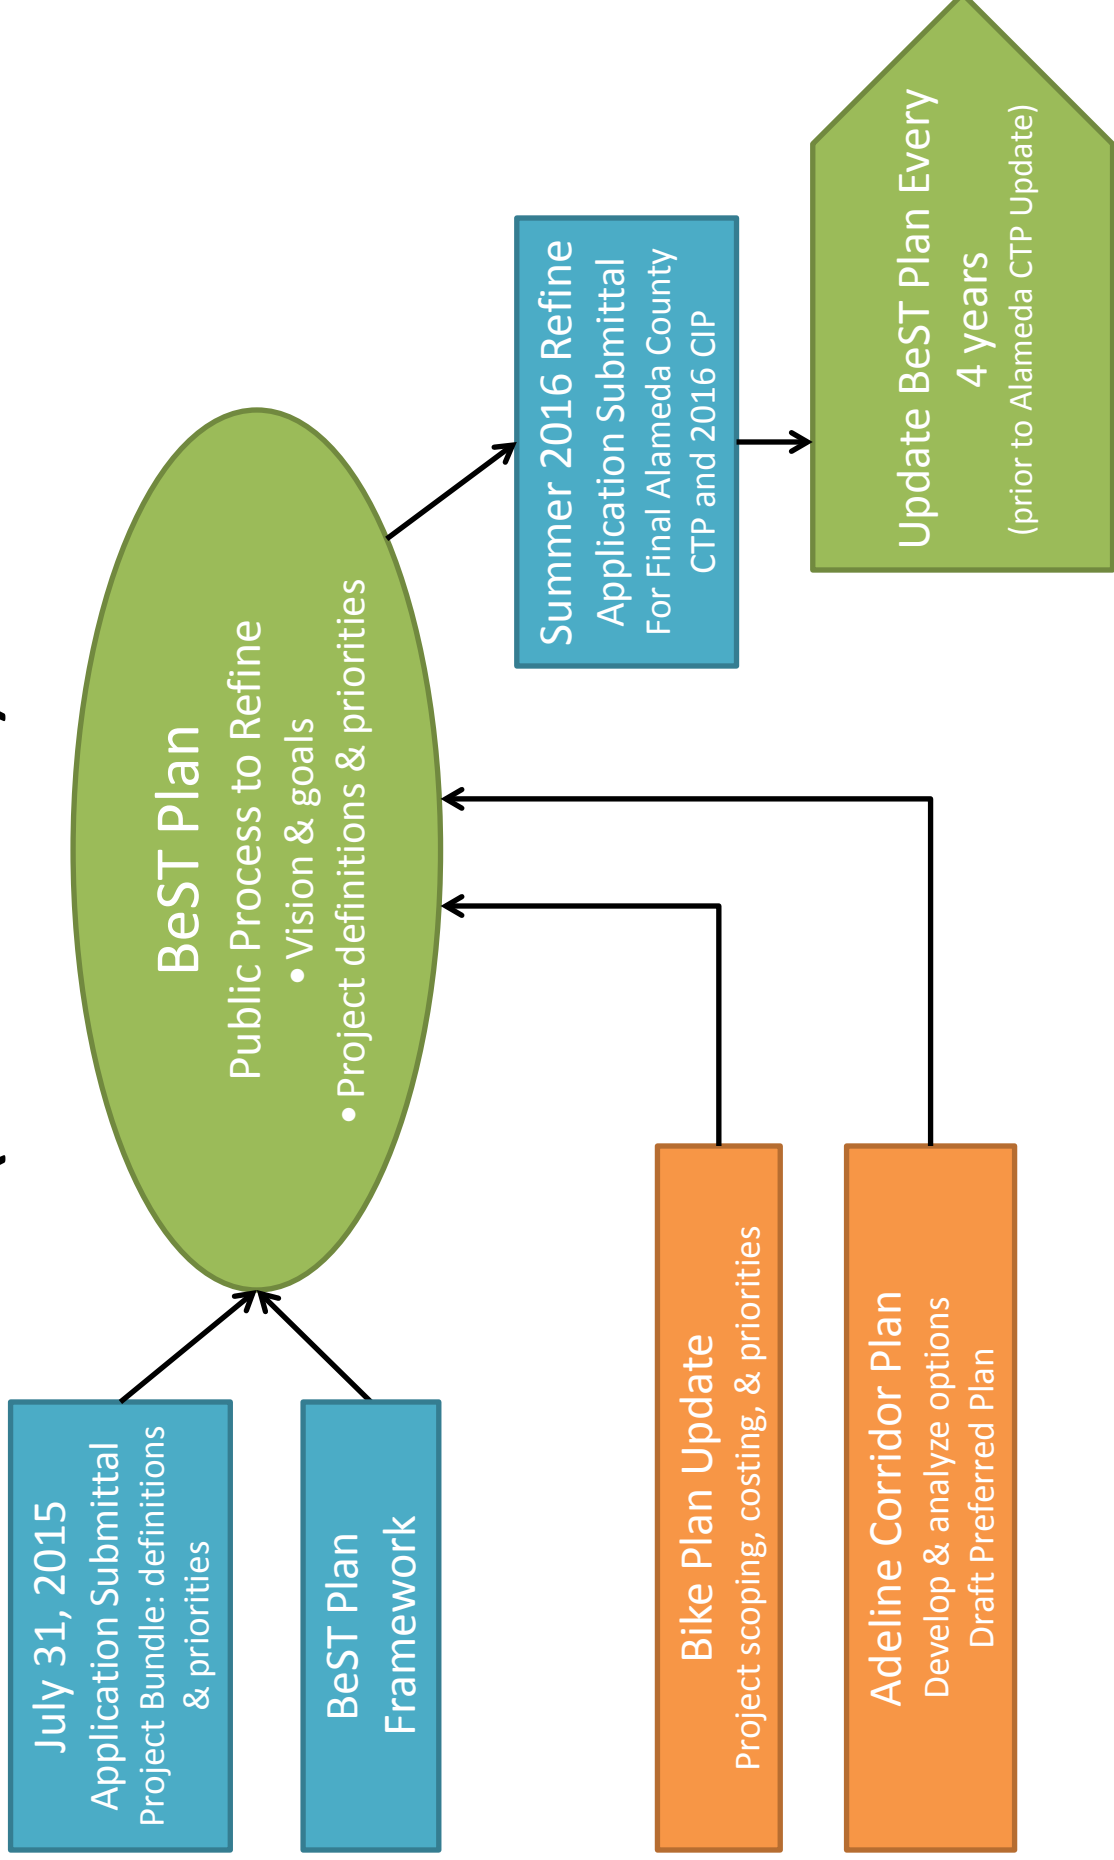 July 31, 2015
Application Submittal
Project Bundle: definitions
& priorities
BeST Plan
Framework
BeST Plan
Public Process to Refine
• Vision & goals
• Project definitions & priorities
Bike Plan Update
Project scoping, costing, & priorities
Adeline Corridor Plan
Develop & analyze options
Draft Preferred Plan
Summer 2016 Refine
Application Submittal
For Final Alameda County
CTP and 2016 CIP
Update BeST Plan Every
4 years
(prior to Alameda CTP Update)